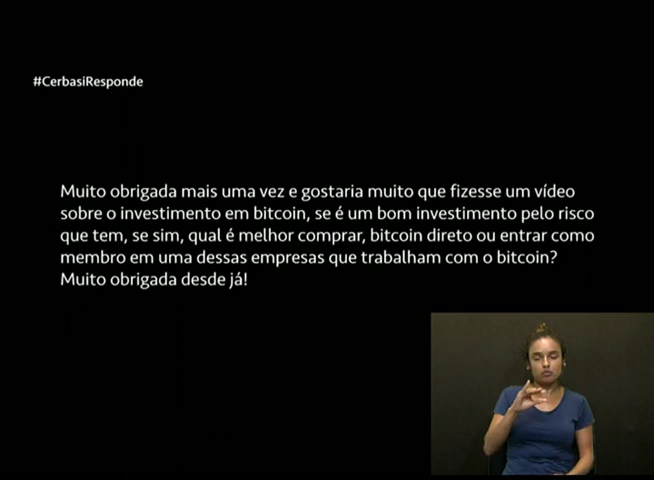 #CerbasiResponde
Muito obrigada mais uma vez e gostaria muito que fizesse um vídeo
sobre o investimento em bitcoin, se é um bom investimento pelo risco
que tem, se sim, qual é melhor comprar, bitcoin direto ou entrar como
membro em uma dessas empresas que trabalham com o bitcoin?
Muito obrigada desde já!